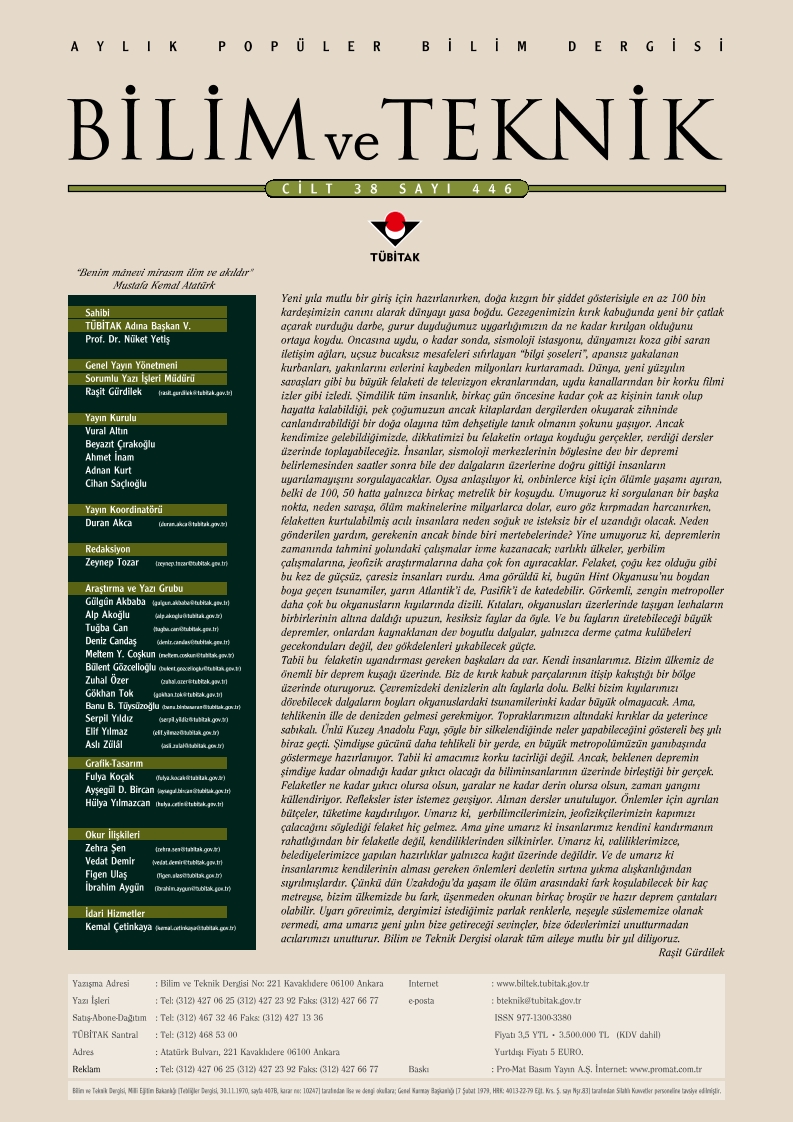 AYLIK POPÜLER BİLİM DERGİSİ
BİLİM ve TEKNİK
CİLT 38 SAYI 446
TÜBİTAK
“Benim mânevi mirasım ilim ve akıldır”
Mustafa Kemal Atatürk
Sahibi
TÜBİTAK Adına Başkan V.
Prof. Dr. Nüket Yetiş
Genel Yayın Yönetmeni
Sorumlu Yazı İşleri Müdürü
Raşit Gürdilek (rasit.gurdilek@tubitak.gov.tr)
Yayın Kurulu
Vural Altın
Beyazıt Çırakoğlu
Ahmet İnam
Adnan Kurt
Cihan Saçlıoğlu
Yayın Koordinatörü
Duran Akca (duran.akca@tubitak.gov.tr)
Redaksiyon
Zeynep Tozar (zeynep.tozar@tubitak.gov.tr)
Araştırma ve Yazı Grubu
Gülgûn Akbaba (gulgun.akbaba@tubitak.gov.tr)
Alp Akoğlu (alp.akoglu@tubitak.gov.tr)
Tuğba Can (tugba.can@tubitak.gov.tr)
Deniz Candaş (deniz.candas@tubitak.gov.tr)
Meltem Y. Coşkun (meltem.coskun@tubitak.gov.tr)
Bülent Gözcelioğlu (bulent.gozcelioglu@tubitak.gov.tr)
Zuhal Özer (zuhal.ozer@tubitak.gov.tr)
Gökhan Tok (gokhan.tok@tubitak.gov.tr)
Banu B. Tüysüzoğlu (banu.binbasaran@tubitak.gov.tr)
Serpil Yıldız (serpil.yildiz@tubitak.gov.tr)
Elif Yılmaz (elif.yilmaz@tubitak.gov.tr)
Aslı Zülâl (asli.zulal@tubitak.gov.tr)
Grafik-Tasarım
Fulya Koçak (fulya.kocak@tubitak.gov.tr)
Ayşegül D. Bircan (aysegul.bircan@tubitak.gov.tr)
Hülya Yılmazcan (hulya.cetin@tubitak.gov.tr)
Okur İlişkileri
Zehra Şen (zehra.sen@tubitak.gov.tr)
Vedat Demir (vedat.demir@tubitak.gov.tr)
Figen Ulaş (figen.ulas@tubitak.gov.tr)
İbrahim Aygün (ibrahim.aygun@tubitak.gov.tr)
İdari Hizmetler
Kemal Çetinkaya (kemal.cetinkaya@tubitak.gov.tr)
Yeni yıla mutlu bir giriş için hazırlanırken, doğa kızgın bir şiddet gösterisiyle en az 100 bin
kardeşimizin canını alarak dünyayı yasa boğdu. Gezegenimizin kırık kabuğunda yeni bir çatlak
açarak vurduğu darbe, gurur duyduğumuz uygarlığımızın da ne kadar kırılgan olduğunu
ortaya koydu. Oncasına uydu, o kadar sonda, sismoloji istasyonu, dünyamızı koza gibi saran
iletişim ağları, uçsuz bucaksız mesafeleri sıfırlayan “bilgi şoseleri”, apansız yakalanan
kurbanları, yakınlarını evlerini kaybeden milyonları kurtaramadı. Dünya, yeni yüzyılın
savaşları gibi bu büyük felaketi de televizyon ekranlarından, uydu kanallarından bir korku filmi
izler gibi izledi. Şimdilik tüm insanlık, birkaç gün öncesine kadar çok az kişinin tanık olup
hayatta kalabildiği, pek çoğumuzun ancak kitaplardan dergilerden okuyarak zihninde
canlandırabildiği bir doğa olayına tüm dehşetiyle tanık olmanın şokunu yaşıyor. Ancak
kendimize gelebildiğimizde, dikkatimizi bu felaketin ortaya koyduğu gerçekler, verdiği dersler
üzerinde toplayabileceğiz. İnsanlar, sismoloji merkezlerinin böylesine dev bir depremi
belirlemesinden saatler sonra bile dev dalgaların üzerlerine doğru gittiği insanların
uyarılamayışını sorgulayacaklar. Oysa anlaşılıyor ki, onbinlerce kişi için ölümle yaşamı ayıran,
belki de 100, 50 hatta yalnızca birkaç metrelik bir koşuydu. Umuyoruz ki sorgulanan bir başka
nokta, neden savaşa, ölüm makinelerine milyarlarca dolar, euro göz kırpmadan harcanırken,
felaketten kurtulabilmiş acılı insanlara neden soğuk ve isteksiz bir el uzandığı olacak. Neden
gönderilen yardım, gerekenin ancak binde biri mertebelerinde? Yine umuyoruz ki, depremlerin
zamanında tahmini yolundaki çalışmalar ivme kazanacak; varlıklı ülkeler, yerbilim
çalışmalarına, jeofizik araştırmalarına daha çok fon ayıracaklar. Felaket, çoğu kez olduğu gibi
bu kez de güçsüz, çaresiz insanları vurdu. Ama görüldü ki, bugün Hint Okyanusu’nu boydan
boya geçen tsunamiler, yarın Atlantik’i de, Pasifik’i de katedebilir. Görkemli, zengin metropoller
daha çok bu okyanusların kıyılarında dizili. Kıtaları, okyanusları üzerlerinde taşıyan levhaların
birbirlerinin altına daldığı upuzun, kesiksiz faylar da öyle. Ve bu fayların üretebileceği büyük
depremler, onlardan kaynaklanan dev boyutlu dalgalar, yalnızca derme çatma kulübeleri
gecekonduları değil, dev gökdelenleri yıkabilecek güçte.
Tabii bu felaketin uyandırması gereken başkaları da var. Kendi insanlarımız. Bizim ülkemiz de
önemli bir deprem kuşağı üzerinde. Biz de kırık kabuk parçalarının itişip kakıştığı bir bölge
üzerinde oturuyoruz. Çevremizdeki denizlerin altı faylarla dolu. Belki bizim kıyılarımızı
dövebilecek dalgaların boyları okyanuslardaki tsunamilerinki kadar büyük olmayacak. Ama,
tehlikenin ille de denizden gelmesi gerekmiyor. Topraklarımızın altındaki kırıklar da yeterince
sabıkalı. Ünlü Kuzey Anadolu Fayı, şöyle bir silkelendiğinde neler yapabileceğini göstereli beş yılı
biraz geçti. Şimdiyse gücünü daha tehlikeli bir yerde, en büyük metropolümüzün yanıbaşında
göstermeye hazırlanıyor. Tabii ki amacımız korku tacirliği değil. Ancak, beklenen depremin
şimdiye kadar olmadığı kadar yıkıcı olacağı da biliminsanlarının üzerinde birleştiği bir gerçek.
Felaketler ne kadar yıkıcı olursa olsun, yaralar ne kadar derin olursa olsun, zaman yangını
küllendiriyor. Refleksler ister istemez gevşiyor. Alınan dersler unutuluyor. Önlemler için ayrılan
bütçeler, tüketime kaydırılıyor. Umarız ki, yerbilimcilerimizin, jeofizikçilerimizin kapımızı
çalacağını söylediği felaket hiç gelmez. Ama yine umarız ki insanlarımız kendini kandırmanın
rahatlığından bir felaketle değil, kendiliklerinden silkinirler. Umarız ki, valiliklerimizce,
belediyelerimizce yapılan hazırlıklar yalnızca kağıt üzerinde değildir. Ve de umarız ki
insanlarımız kendilerinin alması gereken önlemleri devletin sırtına yıkma alışkanlığından
sıyrılmışlardır. Çünkü dün Uzakdoğu’da yaşam ile ölüm arasındaki fark koşulabilecek bir kaç
metreyse, bizim ülkemizde bu fark, üşenmeden okunan birkaç broşür ve hazır deprem çantaları
olabilir. Uyarı görevimiz, dergimizi istediğimiz parlak renklerle, neşeyle süslememize olanak
vermedi, ama umarız yeni yılın bize getireceği sevinçler, bize ödevlerimizi unutturmadan
acılarımızı unutturur. Bilim ve Teknik Dergisi olarak tüm aileye mutlu bir yıl diliyoruz.
Raşit Gürdilek
Yazışma Adresi : Bilim ve Teknik Dergisi No: 221 Kavaklıdere 06100 Ankara Internet : www.biltek.tubitak.gov.tr
Yazı İşleri : Tel: (312) 427 06 25 (312) 427 23 92 Faks: (312) 427 66 77 e-posta : bteknik@tubitak.gov.tr
Satış-Abone-Dağıtım : Tel: (312) 467 32 46 Faks: (312) 427 13 36 ISSN 977-1300-3380
TÜBİTAK Santral : Tel: (312) 468 53 00 Fiyatı 3,5 YTL • 3.500.000 TL (KDV dahil)
Adres : Atatürk Bulvarı, 221 Kavaklıdere 06100 Ankara Yurtdışı Fiyatı 5 EURO.
Reklam : Tel: (312) 427 06 25 (312) 427 23 92 Faks: (312) 427 66 77 Baskı : Pro-Mat Basım Yayın A.Ş. İnternet: www.promat.com.tr
Bilim ve Teknik Dergisi, Milli Eğitim Bakanlığı [Tebliğler Dergisi, 30.11.1970, sayfa 407B, karar no: 10247] tarafından lise ve dengi okullara; Genel Kurmay Başkanlığı [7 Şubat 1979, HRK: 4013-22-79 Eğt. Krs. Ş. sayı Nşr.83] tarafından Silahlı Kuvvetler personeline tavsiye edilmiştir.